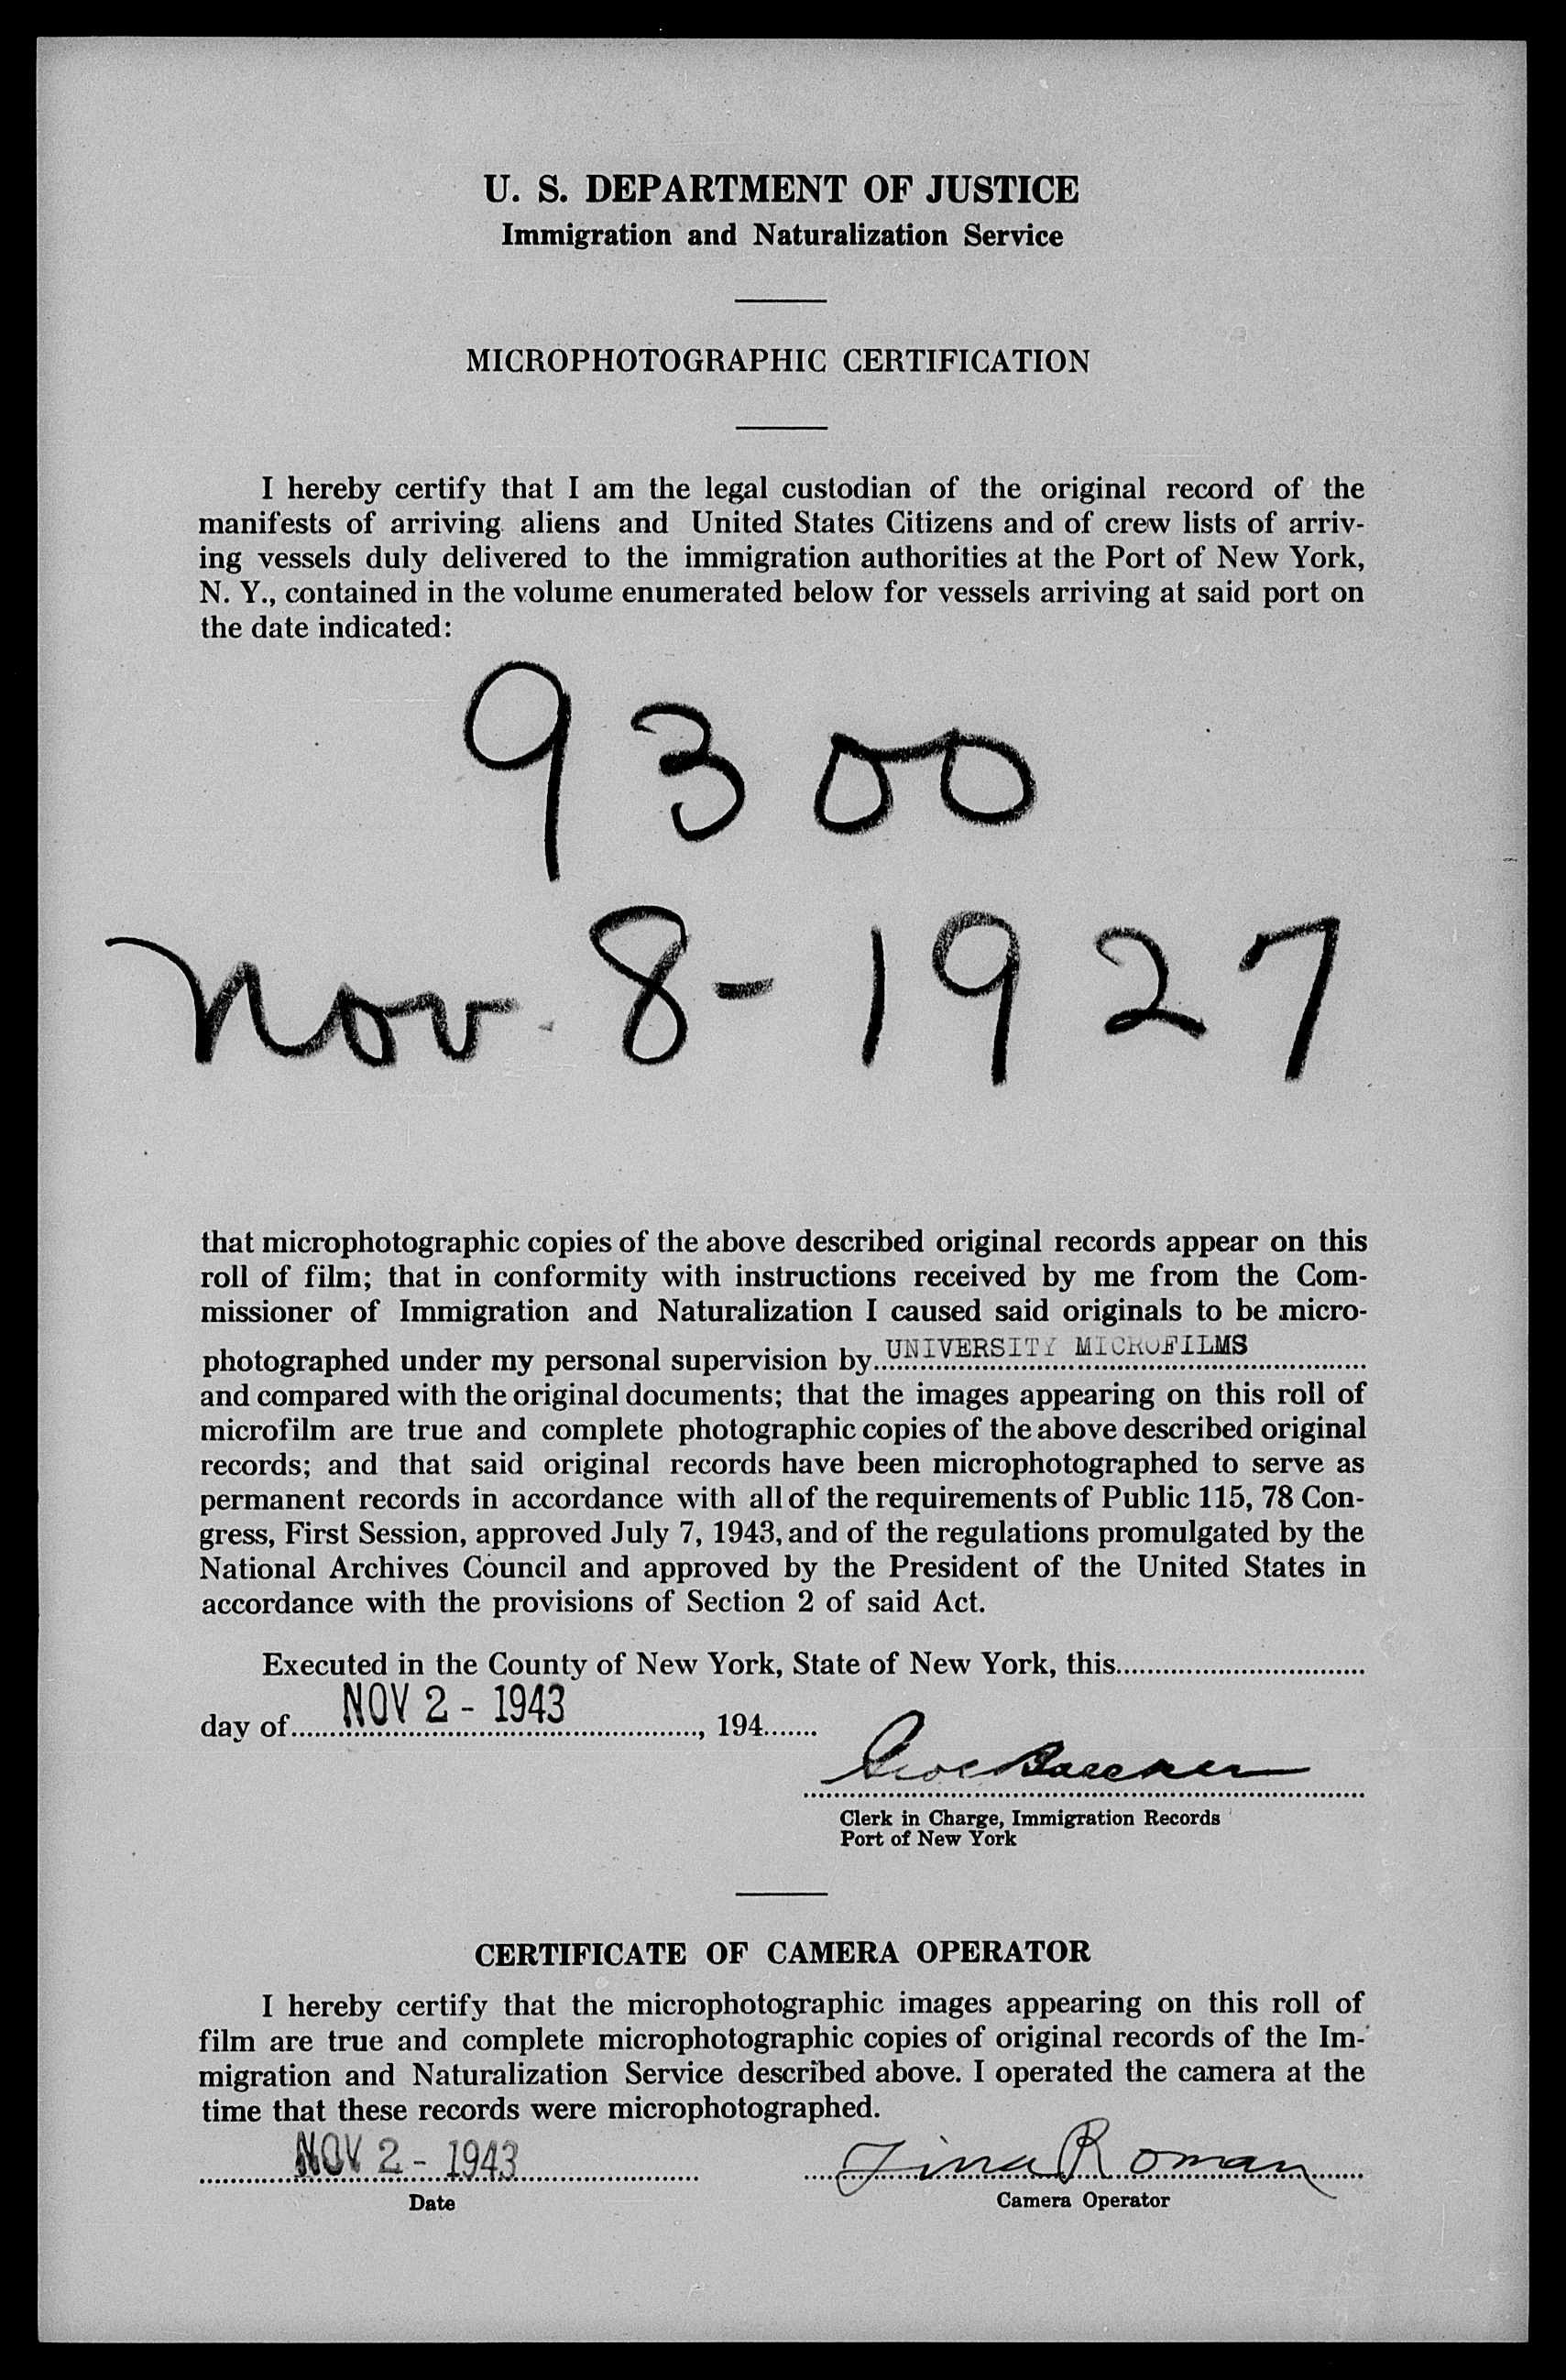 U. S. DEPARTMENT OF JUSTICE
Immigration and Naturalization Service
MICROPHOTOGRAPHIC CERTIFICATION
I hereby certify that I am the legal custodian of the original record of the
manifests of arriving aliens and United States Citizens and of crew lists of arriv-
ing vessels duly delivered to the immigration authorities at the Port of New York,
N. Y., contained in the volume enumerated below for vessels arriving at said port on
the date indicated:
9300
Nov. 8-1927
that microphotographic copies of the above described original records appear on this
roll of film; that in conformity with instructions received by me from the Com-
missioner of Immigration and Naturalization I caused said originals to be micro-
photographed under my personal supervision by UNIVERSITY MICROFILMS
and compared with the original documents; that the images appearing on this roll of
microfilm are true and complete photographic copies of the above described original
records; and that said original records have been microphotographed to serve as
permanent records in accordance with all of the requirements of Public 115, 78 Con-
gress, First Session, approved July 7, 1943, and of the regulations promulgated by the
National Archives Council and approved by the President of the United States in
accordance with the provisions of Section 2 of said Act.
Executed in the County of New York, State of New York, this
day of NOV 2 - 1943, 194
Clerk in Charge, Immigration Records
Port of New York
CERTIFICATE OF CAMERA OPERATOR
I hereby certify that the microphotographic images appearing on this roll of
film are true and complete microphotographic copies of original records of the Im-
migration and Naturalization Service described above. I operated the camera at the
time that these records were microphotographed.
NOV 2 - 1943 Tina Roman
Date Camera Operator